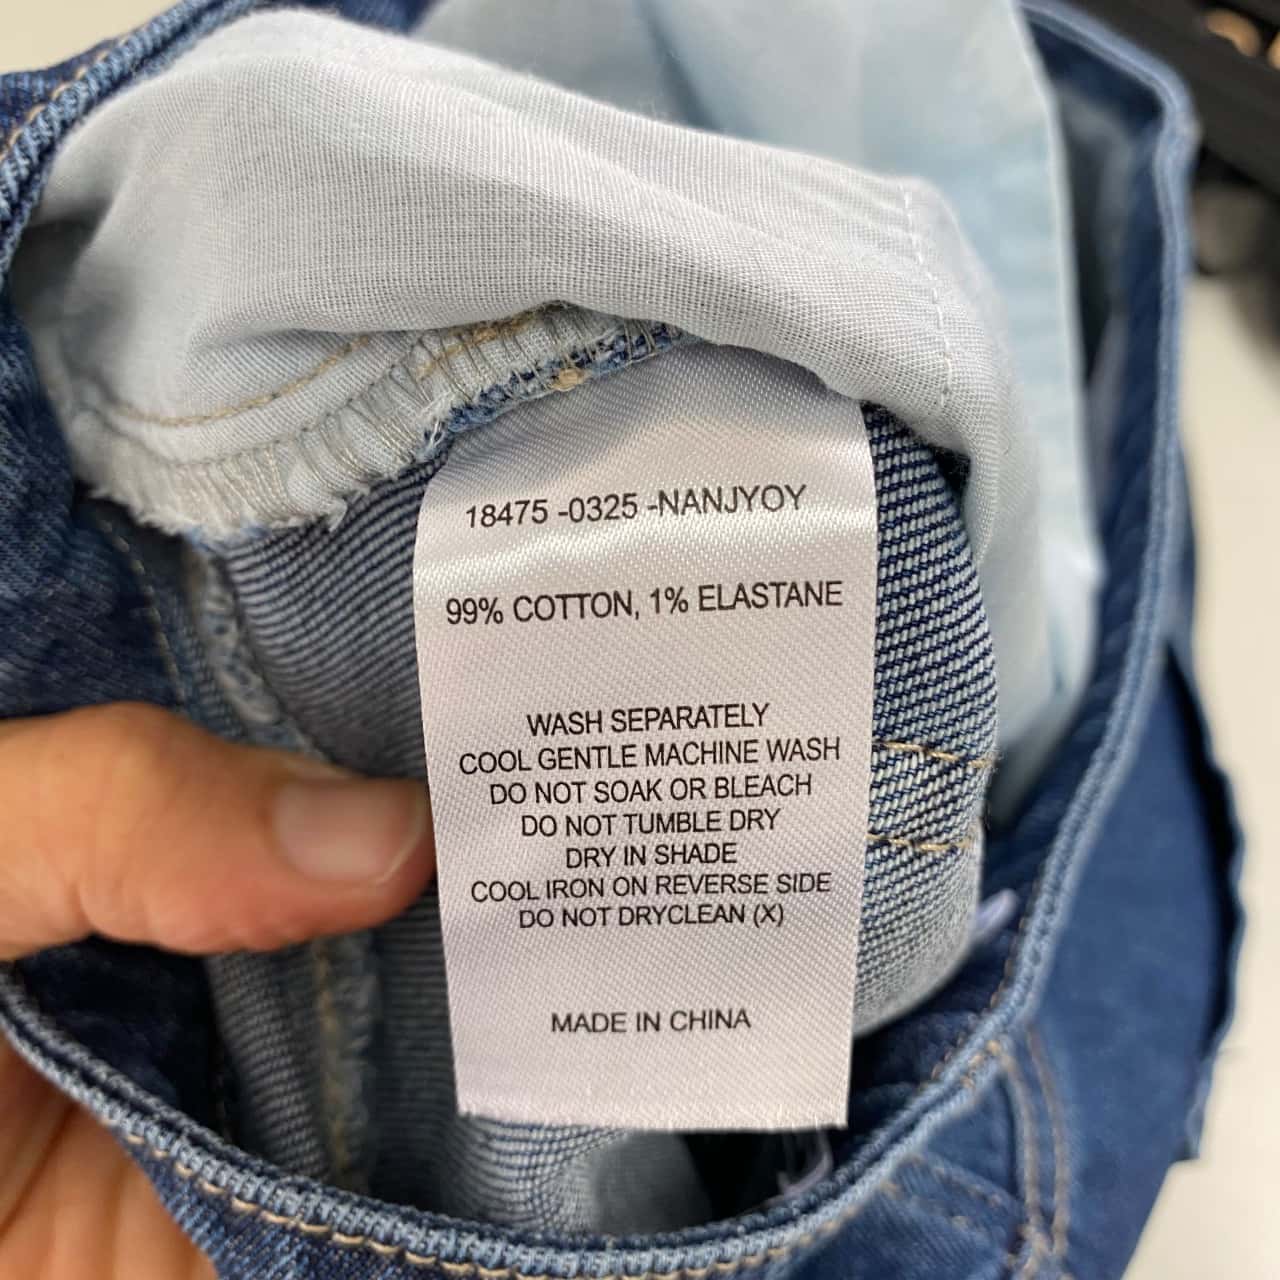 18475 -0325 -NANJYOY
99% COTTON, 1% ELASTANE
WASH SEPARATELY
COOL GENTLE MACHINE WASH
DO NOT SOAK OR BLEACH
DO NOT TUMBLE DRY
DRY IN SHADE
COOL IRON ON REVERSE SIDE
DO NOT DRYCLEAN (X)
MADE IN CHINA